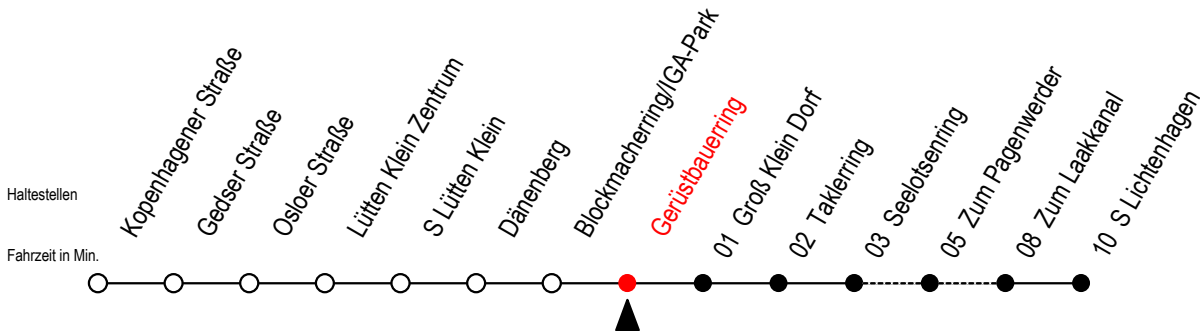 Kopenhagener Straße
Gedser Straße
Osloer Straße
Lütten Klein Zentrum
S Lütten Klein
Dänenberg
Blockmacherring/IGA-Park
Gerüstbauerring
01 Groß Klein Dorf
02 Taklerring
03 Seelotsenring
05 Zum Pagenwerder
08 Zum Laakkanal
10 S Lichtenhagen
Haltestellen
Fahrzeit in Min.